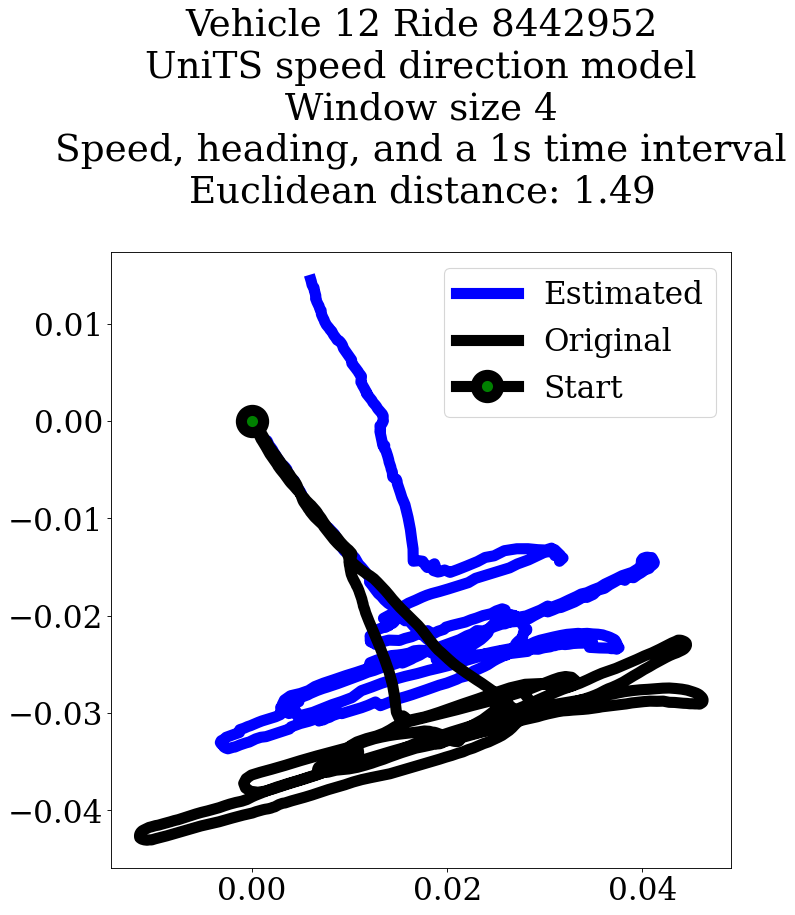 Vehicle 12 Ride 8442952
UniTS speed direction model
Window size 4
Speed, heading, and a 1s time interval
Euclidean distance: 1.49
Estimated
Original
Start
0.01
0.00
−0.01
−0.02
−0.03
−0.04
0.00 0.02 0.04